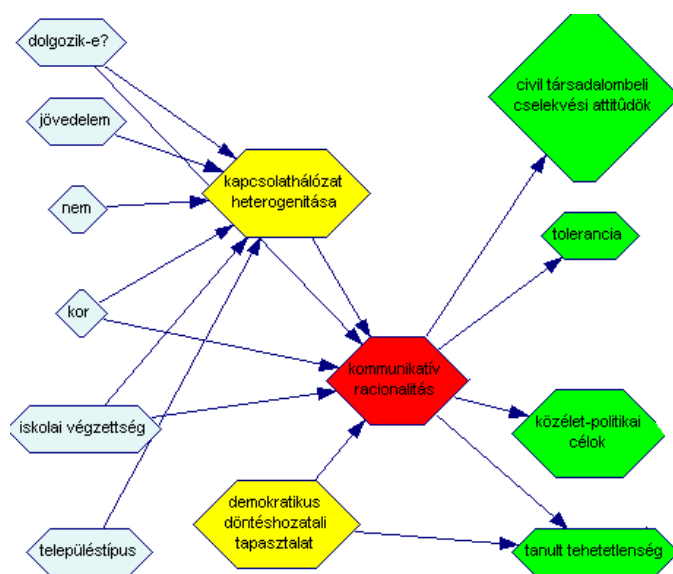 dolgozik-e?
jövedelem
nem
kor
iskolai végzettség
településtípus
kapcsolathálózat
heterogenitása
demokratikus
döntéshozatali
tapasztalat
kommunikatív
racionalitás
civil társadalombeli
cselekvési attitûdök
tolerancia
közélet-politikai
célok
tanult tehetetlenség